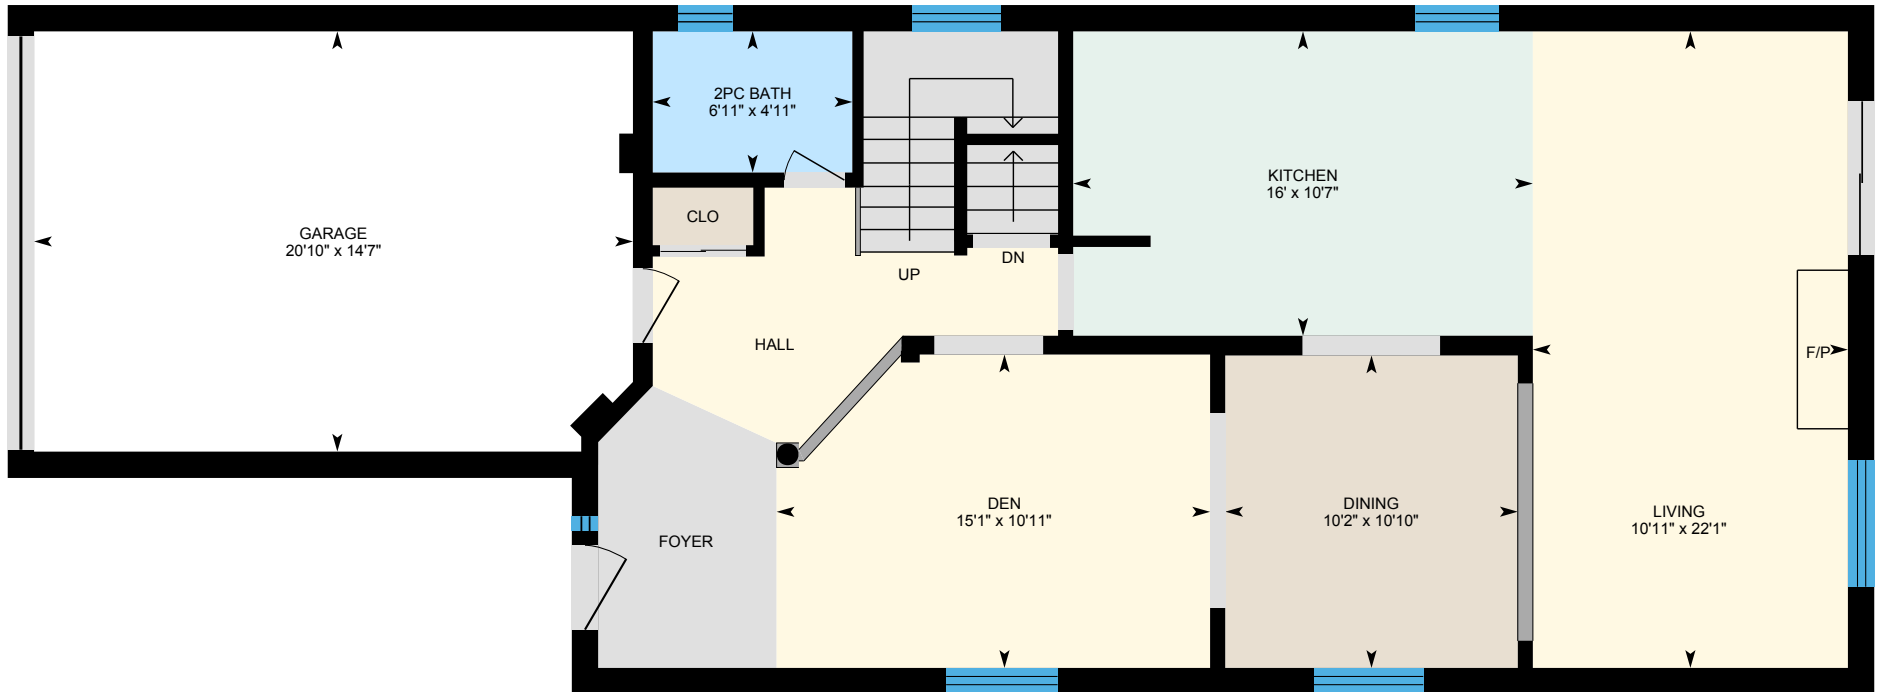 2PC BATH
6'11" x 4'11"
KITCHEN
16' x 10'7"
CLO
GARAGE
20'10" x 14'7"
UP
DN
HALL
F/P
DEN
15'1" x 10'11"
DINING
10'2" x 10'10"
LIVING
10'11" x 22'1"
FOYER